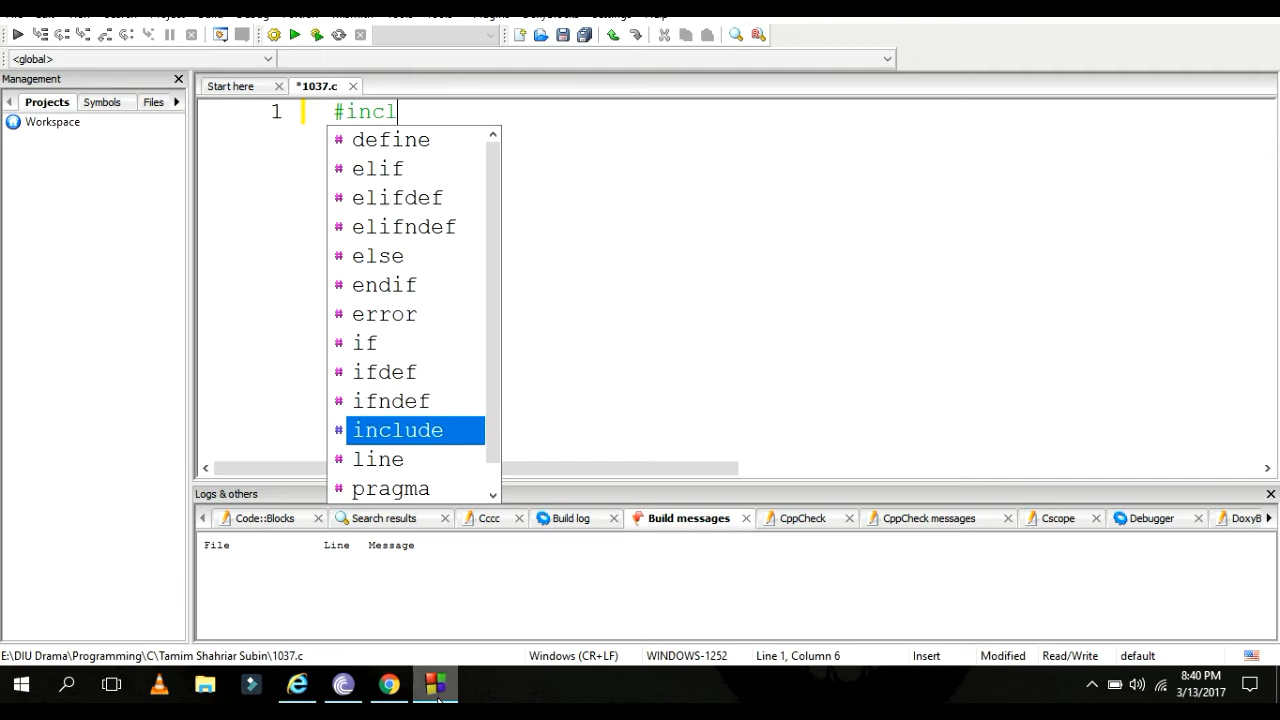 <global>
Management
Start here
*1037.c
Projects
Symbols
Files
Workspace
1
#incl
# define
# elif
# elifdef
# elifndef
# else
# endif
# error
# if
# ifdef
# ifndef
# include
# line
# pragma
Logs & others
Code::Blocks
Search results
Cccc
Build log
Build messages
CppCheck
CppCheck messages
Cscope
Debugger
DoxyB
File Line Message
E:\DIU Drama\Programming\C\Tamim Shahriar Subin\1037.c
Windows (CR+LF)
WINDOWS-1252
Line 1, Column 6
Insert
Modified
Read/Write
default
8:40 PM
3/13/2017